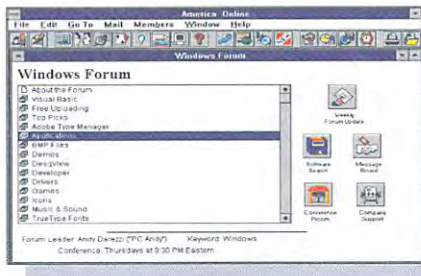 America Online
File Edit Go To Mail Members Window Help
Windows Forum
Windows Forum
About the Forum
Visual Basic
Free Uploading
Top Picks
Adobe Type Manager
Applications
BMP Files
Demos
DesqView
Developer
Drivers
Games
Icons
Music & Sound
TrueType Fonts
Weekly
Forum Update
Software
Search
Message
Board
Conference
Room
Company
Support
Forum Leader: Andy ("PC Andy") Keyword: Windows
Conference: Thursdays at 9:30 PM Eastern